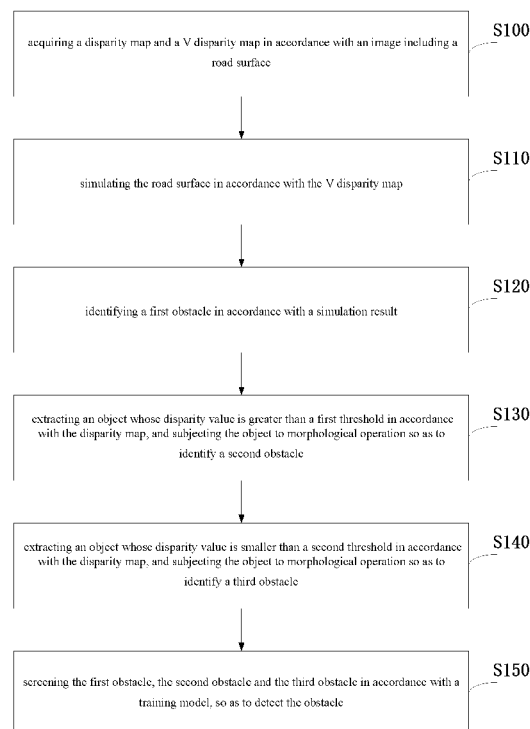 S100
acquiring a disparity map and a V disparity map in accordance with an image including a
road surface
S110
simulating the road surface in accordance with the V disparity map
S120
identifying a first obstacle in accordance with a simulation result
S130
extracting an object whose disparity value is greater than a first threshold in accordance
with the disparity map, and subjecting the object to morphological operation so as to
identify a second obstacle
S140
extracting an object whose disparity value is smaller than a second threshold in accordance
with the disparity map, and subjecting the object to morphological operation so as to
identify a third obstacle
S150
screening the first obstacle, the second obstacle and the third obstacle in accordance with a
training model, so as to detect the obstacle